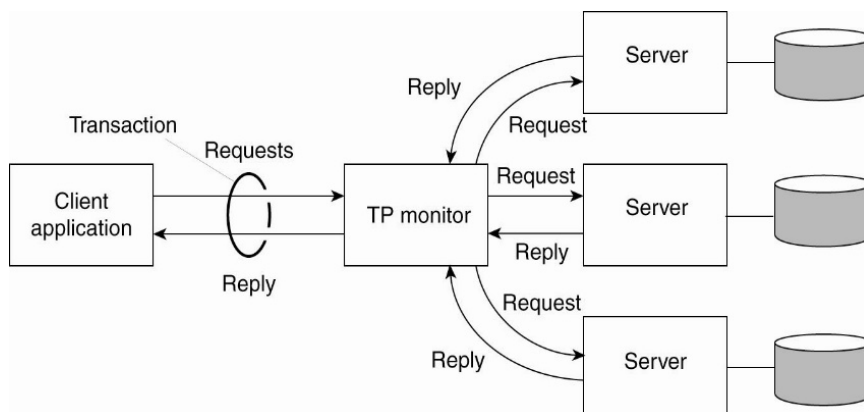 Server
Reply
Request
Transaction
Requests
Client
application
TP monitor
Request
Reply
Server
Reply
Request
Reply
Server